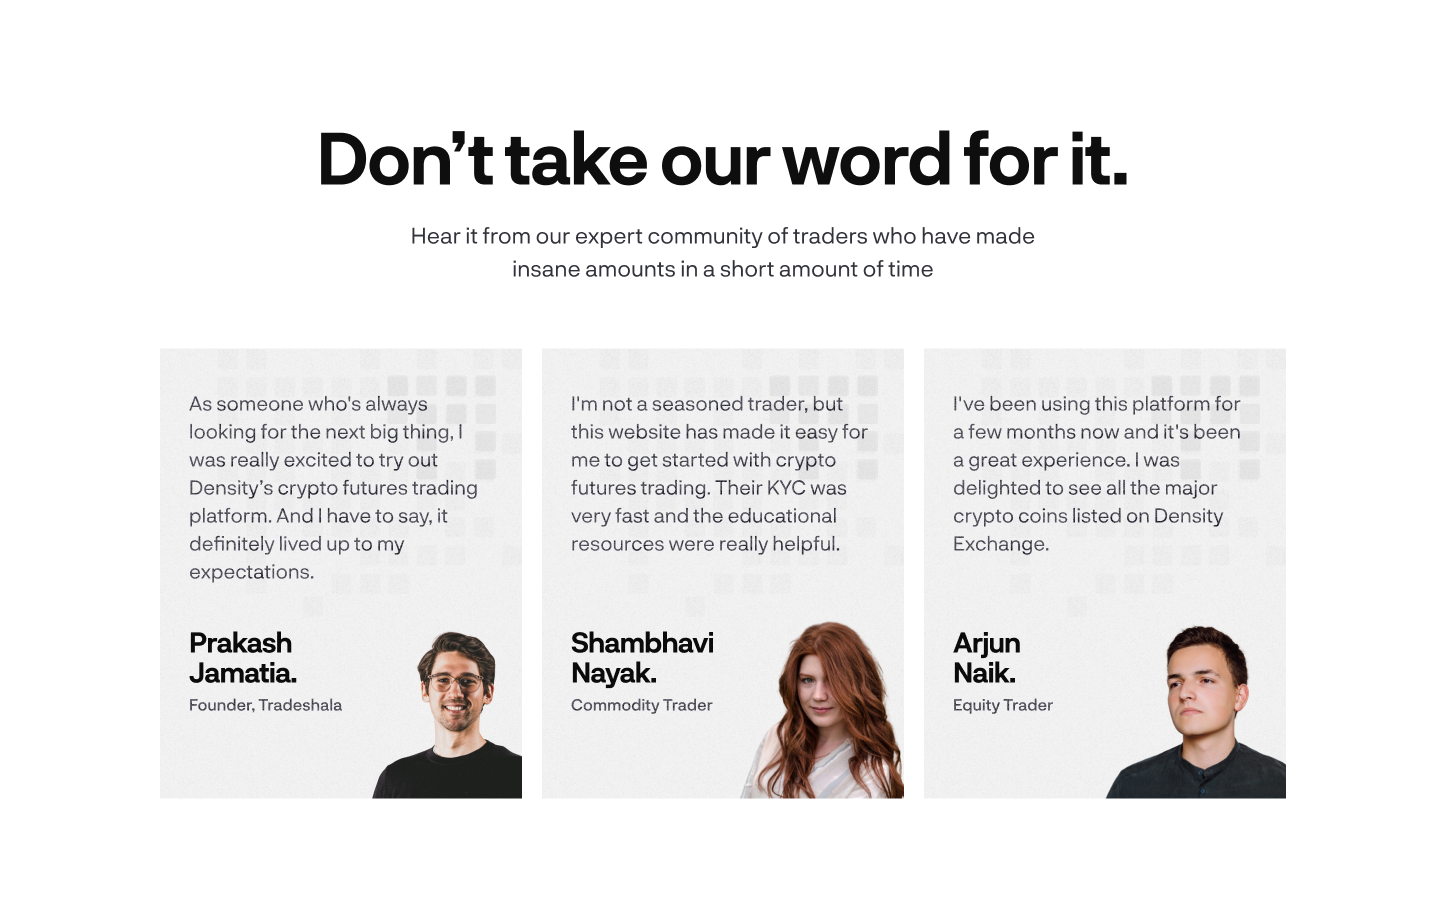 Don’t take our word for it.
Hear it from our expert community of traders who have made
insane amounts in a short amount of time
As someone who's always
looking for the next big thing, I
was really excited to try out
Density’s crypto futures trading
platform. And I have to say, it
definitely lived up to my
expectations.
Prakash
Jamatia.
Founder, Tradeshala
I'm not a seasoned trader, but
this website has made it easy for
me to get started with crypto
futures trading. Their KYC was
very fast and the educational
resources were really helpful.
Shambhavi
Nayak.
Commodity Trader
I've been using this platform for
a few months now and it's been
a great experience. I was
delighted to see all the major
crypto coins listed on Density
Exchange.
Arjun
Naik.
Equity Trader